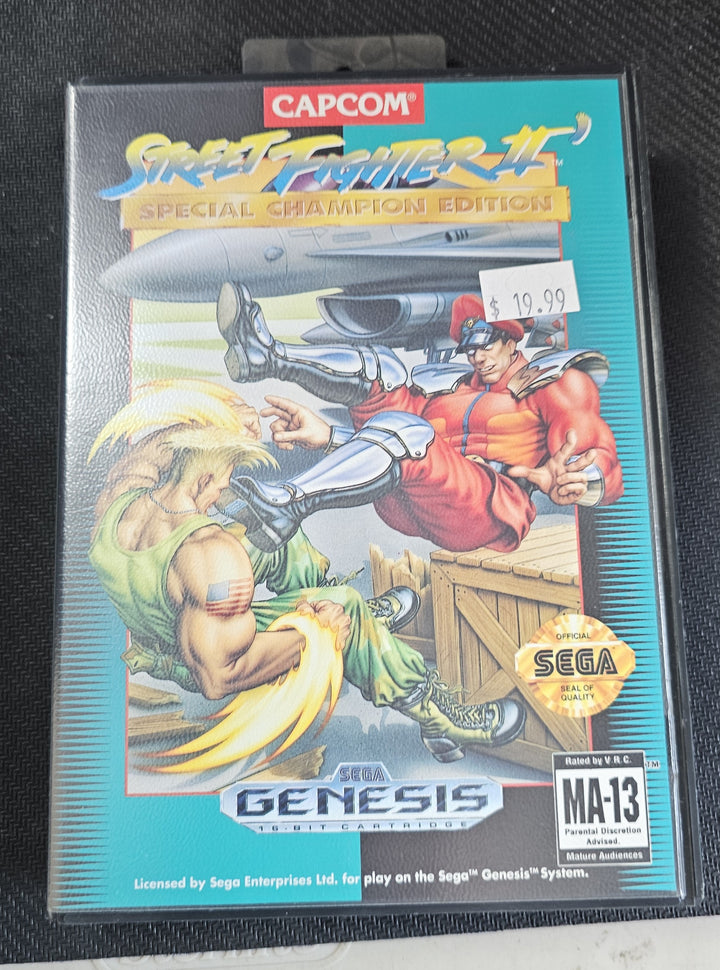 CAPCOM®
STREET FIGHTER II'™
SPECIAL CHAMPION EDITION
$ 19.99
OFFICIAL
SEGA
SEAL OF
QUALITY
SEGA
GENESIS
16-BIT CARTRIDGE
Rated by V.R.C.
™
MA-13
Parental Discretion
Advised.
Mature Audiences
Licensed by Sega Enterprises Ltd. for play on the Sega™ Genesis™ System.